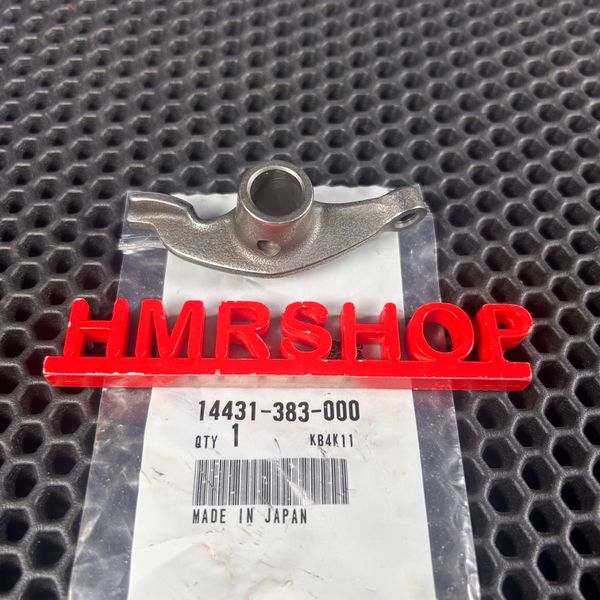 HMRSHOP
14431-383-000
QTY 1 KB4K11
MADE IN JAPAN